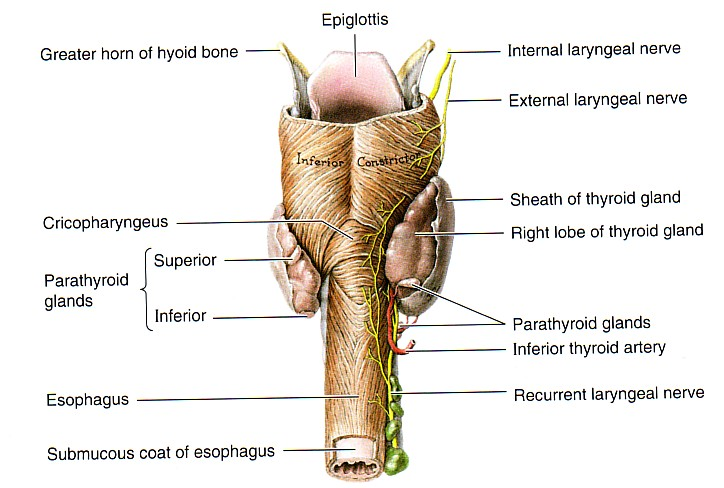 Epiglottis
Greater horn of hyoid bone
Internal laryngeal nerve
External laryngeal nerve
Inferior Constrictor
Sheath of thyroid gland
Cricopharyngeus
Right lobe of thyroid gland
Superior
Parathyroid
glands
Inferior
Parathyroid glands
Inferior thyroid artery
Esophagus
Recurrent laryngeal nerve
Submucous coat of esophagus